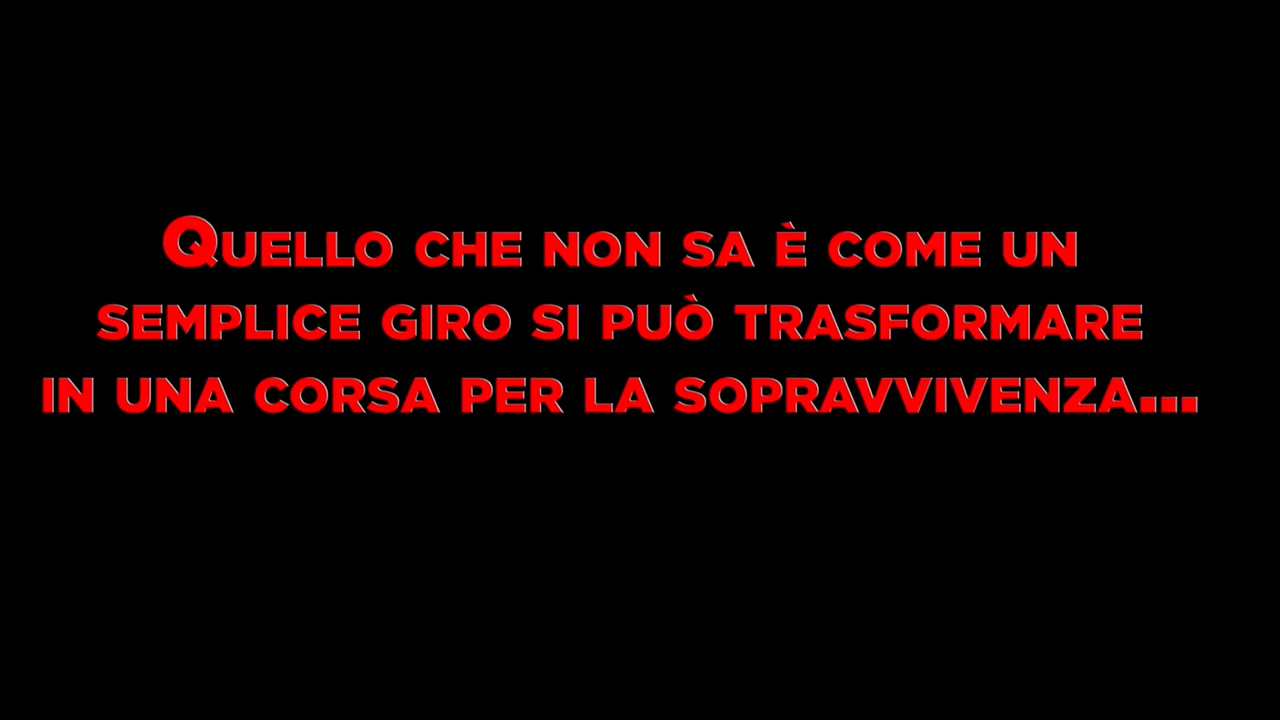 Quello che non sa è come un
semplice giro si può trasformare
in una corsa per la sopravvivenza...